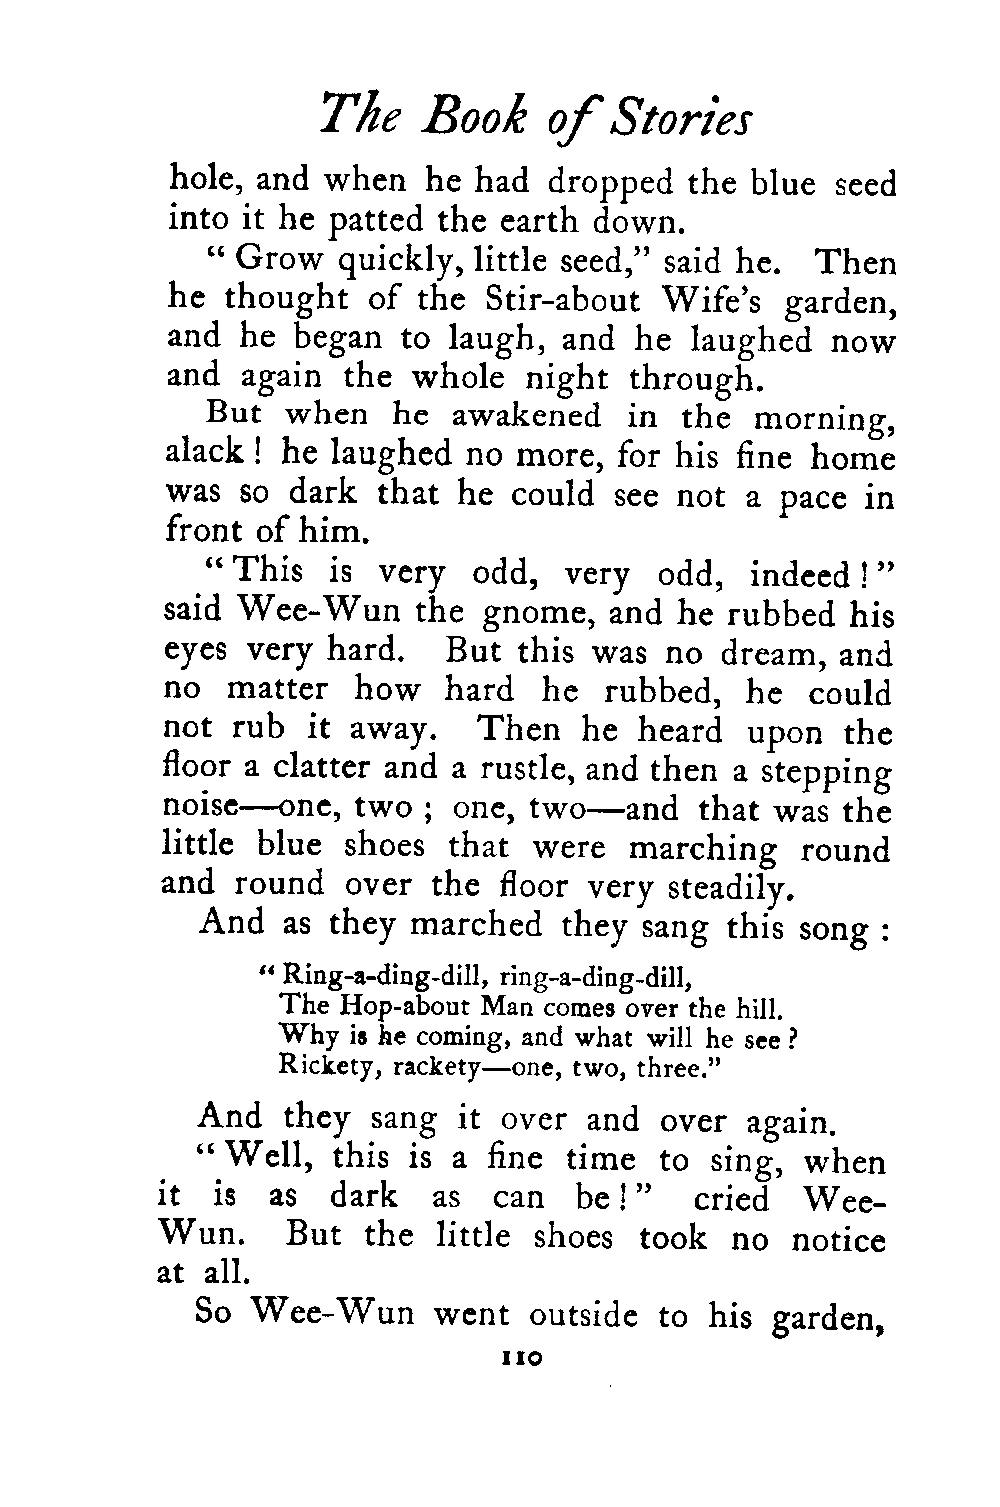 The Book of Stories
hole, and when he had dropped the blue seed
into it he patted the earth down.
" Grow quickly, little seed," said he. Then
he thought of the Stir-about Wife's garden,
and he began to laugh, and he laughed now
and again the whole night through.
But when he awakened in the morning,
alack ! he laughed no more, for his fine home
was so dark that he could see not a pace in
front of him.
" This is very odd, very odd, indeed ! "
said Wee-Wun the gnome, and he rubbed his
eyes very hard. But this was no dream, and
no matter how hard he rubbed, he could
not rub it away. Then he heard upon the
floor a clatter and a rustle, and then a stepping
noise—one, two ; one, two—and that was the
little blue shoes that were marching round
and round over the floor very steadily.
And as they marched they sang this song :
" Ring-a-ding-dill, ring-a-ding-dill,
The Hop-about Man comes over the hill.
Why is he coming, and what will he see ?
Rickety, rackety—one, two, three."
And they sang it over and over again.
" Well, this is a fine time to sing, when
it is as dark as can be ! " cried Wee-
Wun. But the little shoes took no notice
at all.
So Wee-Wun went outside to his garden,
110